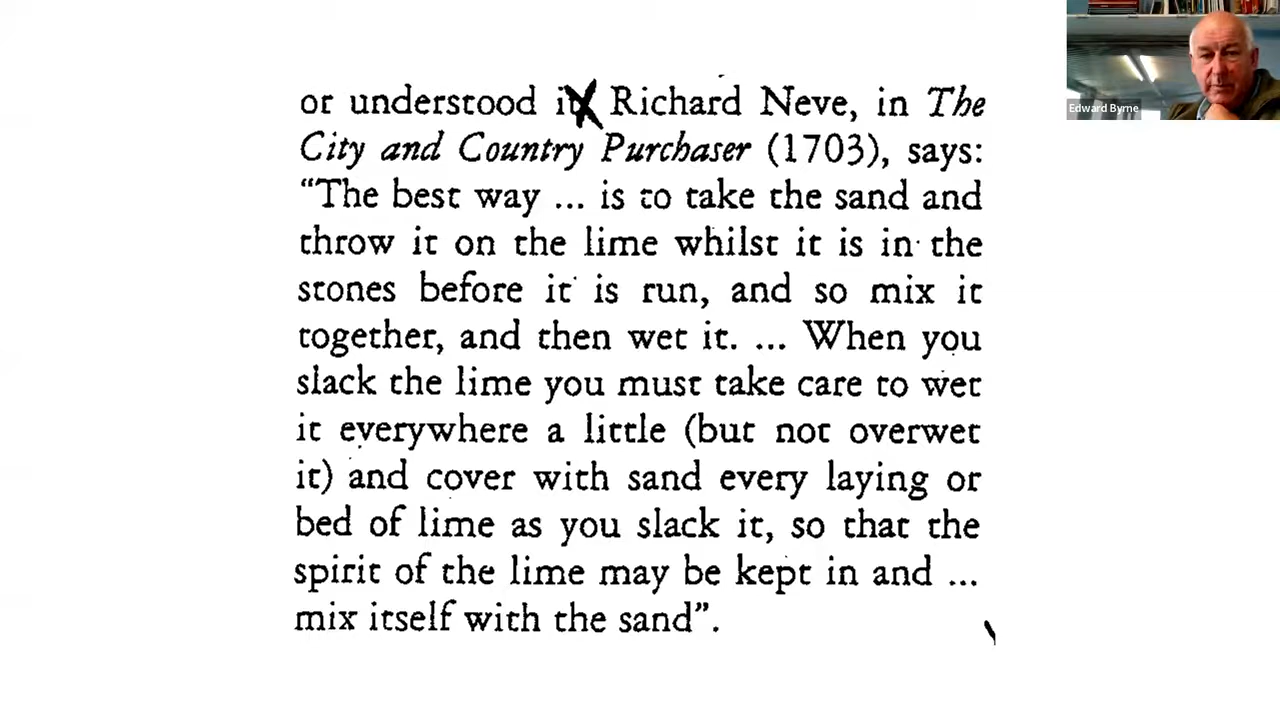 or understood it Richard Neve, in The
City and Country Purchaser (1703), says:
“The best way ... is to take the sand and
throw it on the lime whilst it is in the
stones before it is run, and so mix it
together, and then wet it. ... When you
slack the lime you must take care to wet
it everywhere a little (but not overwet
it) and cover with sand every laying or
bed of lime as you slack it, so that the
spirit of the lime may be kept in and ...
mix itself with the sand”.
Edward Byrne